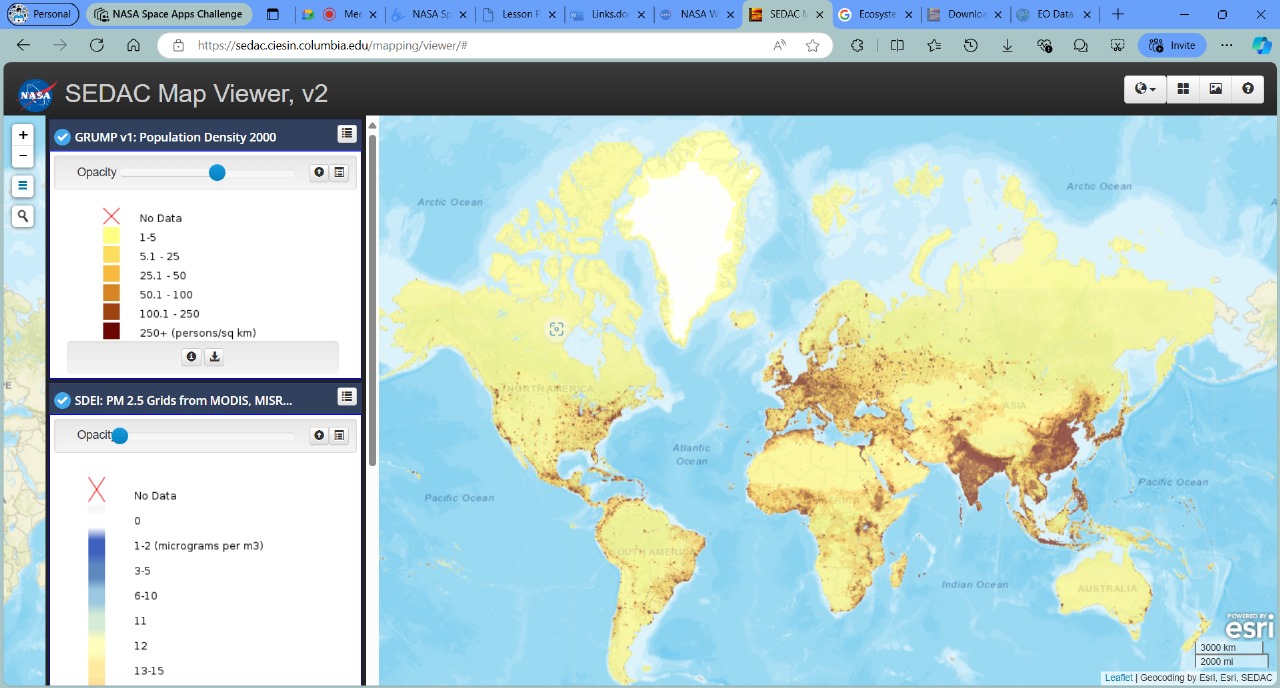 Personal
NASA Space Apps Challenge
Mee
NASA Sp
Lesson P
Links.do
NASA W
SEDAC M
Ecosyste
Downloa
EO Data
https://sedac.ciesin.columbia.edu/mapping/viewer/#
Invite
NASA
SEDAC Map Viewer, v2
+
−
GRUMP v1: Population Density 2000
Opacity
No Data
1-5
5.1 - 25
25.1 - 50
50.1 - 100
100.1 - 250
250+ (persons/sq km)
SDEI: PM 2.5 Grids from MODIS, MISR...
Opacit
No Data
0
1-2 (micrograms per m3)
3-5
6-10
11
12
13-15
Arctic Ocean
Arctic Ocean
NORTH AMERICA
ASIA
Atlantic
Ocean
Pacific Ocean
Pacific Ocean
AFRICA
SOUTH AMERICA
Indian Ocean
AUSTRALIA
POWERED BY
esri
3000 km
2000 mi
Leaflet | Geocoding by Esri, Esri, SEDAC